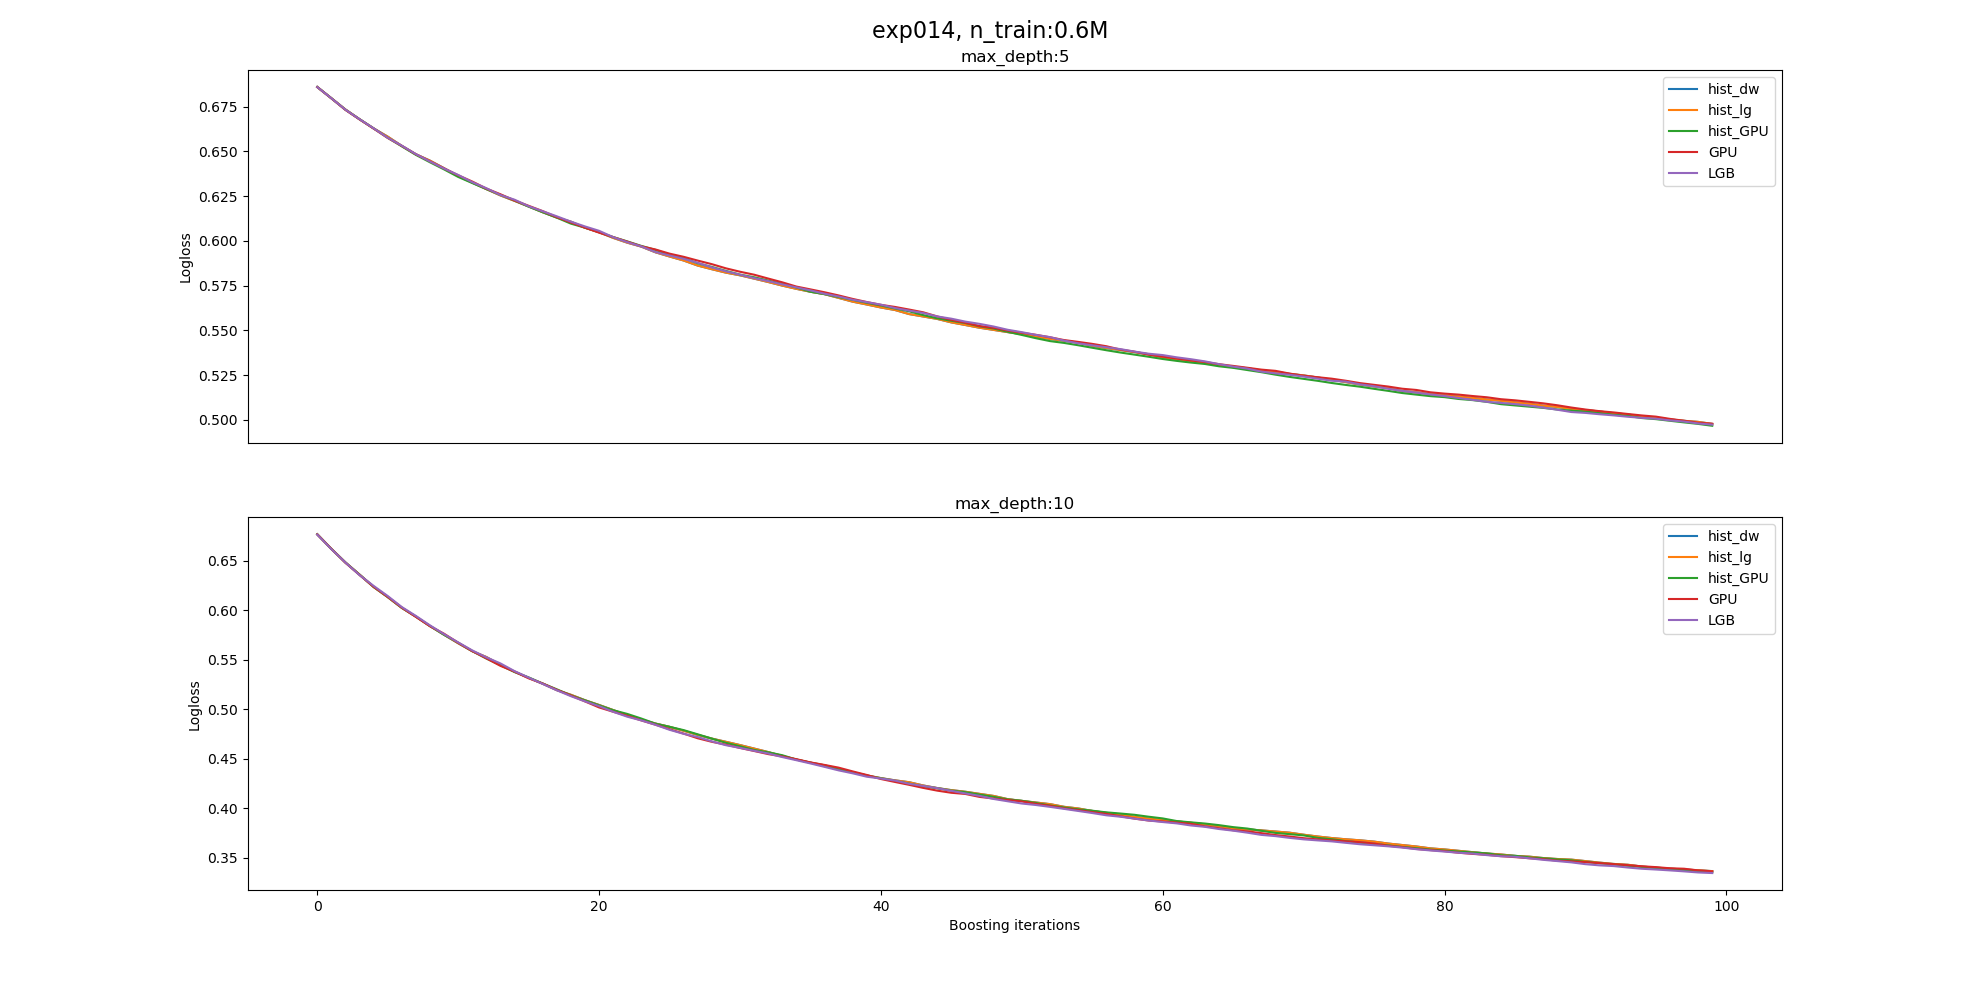 exp014, n_train:0.6M
max_depth:5
0.675
0.650
0.625
0.600
0.575
0.550
0.525
0.500
Logloss
hist_dw
hist_lg
hist_GPU
GPU
LGB
max_depth:10
0.65
0.60
0.55
0.50
0.45
0.40
0.35
Logloss
hist_dw
hist_lg
hist_GPU
GPU
LGB
0 20 40 60 80 100
Boosting iterations